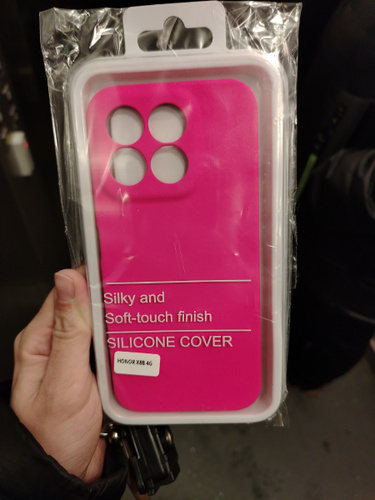 Silky and
Soft-touch finish
SILICONE COVER
HONOR X8B 4G